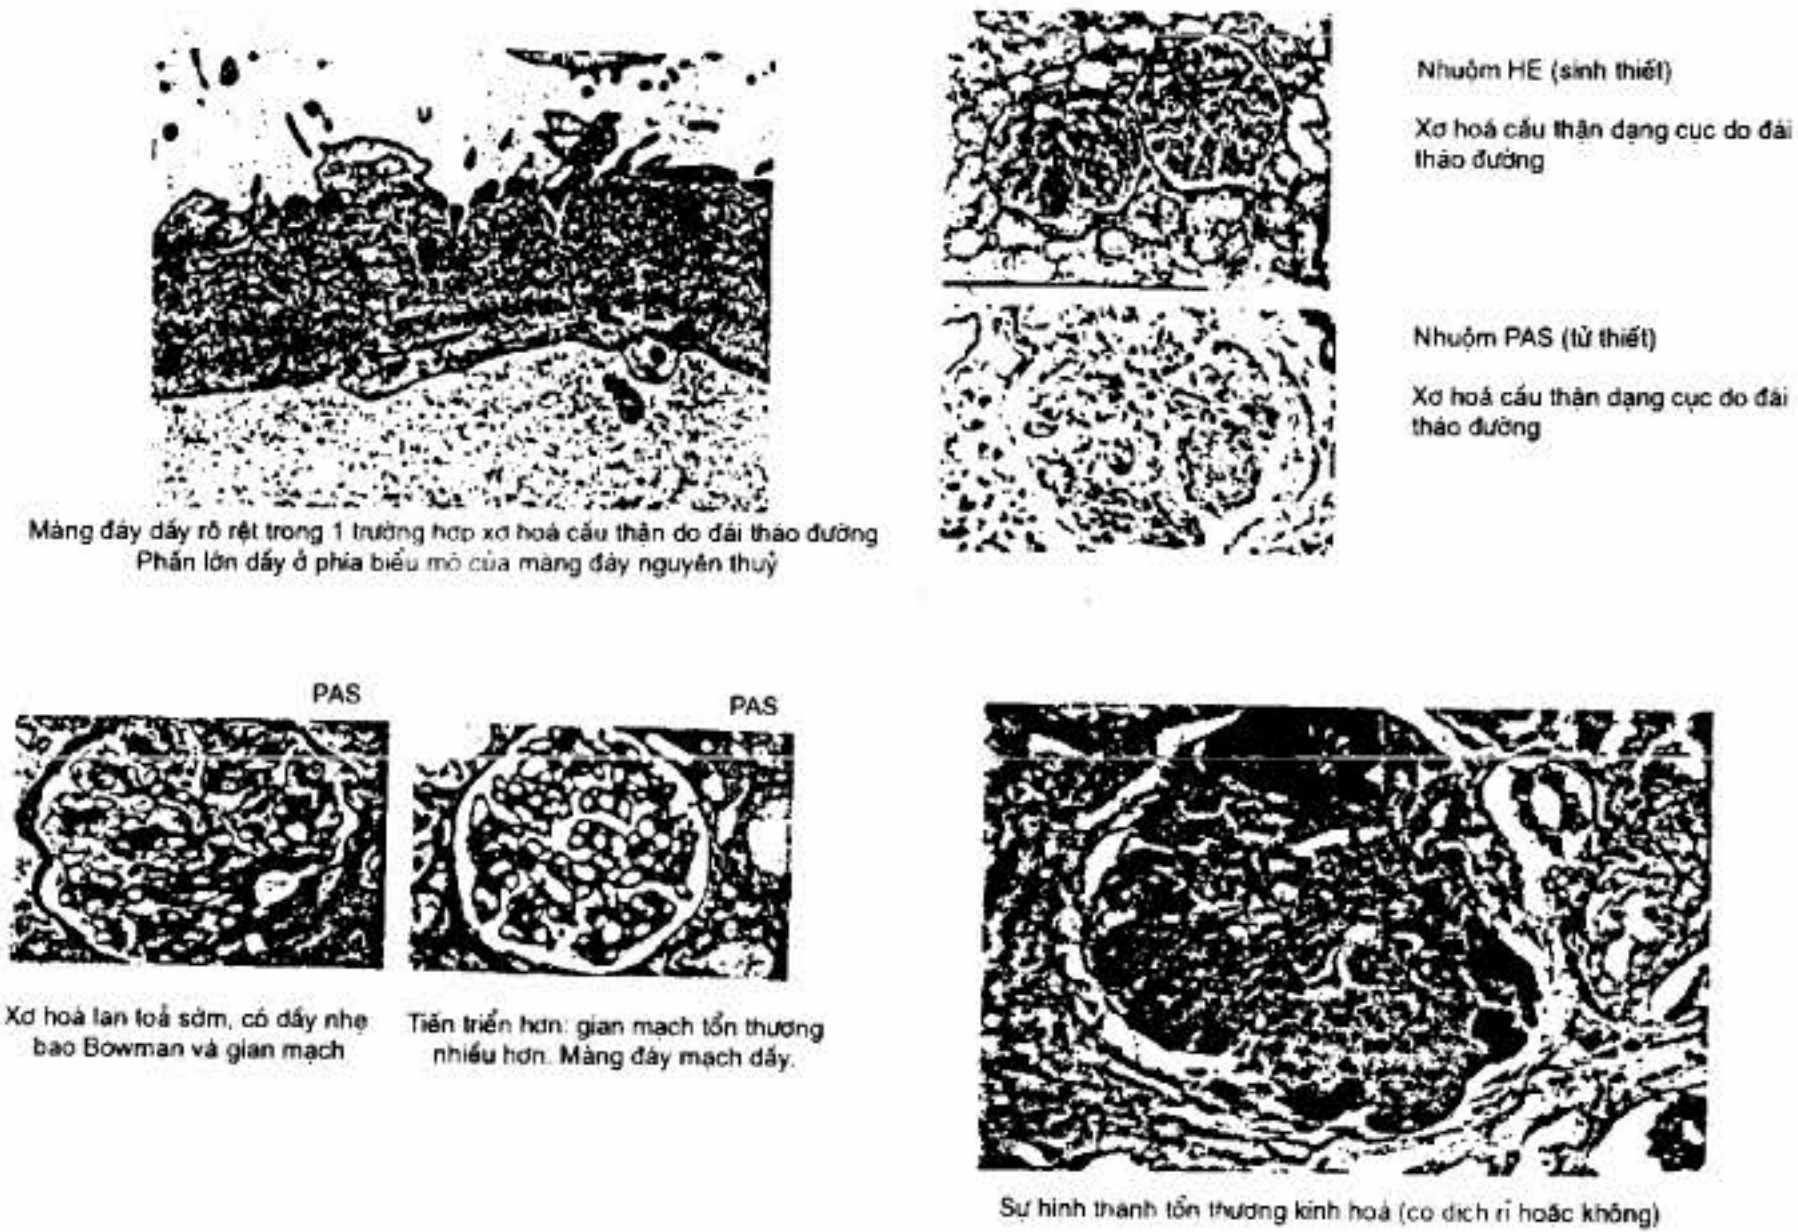 U
Nhuộm HE (sinh thiết)
Xơ hoá cầu thận dạng cục do đái
tháo đường
Nhuộm PAS (tử thiết)
Xơ hoá cầu thận dạng cục do đái
tháo đường
Màng đáy dầy rõ rệt trong 1 trường hợp xơ hoá cầu thận do đái tháo đường
Phần lớn dầy ở phía biểu mô của màng đáy nguyên thuỷ
PAS
PAS
Xơ hoá lan toả sớm, có dầy nhẹ
bao Bowman và gian mạch
Tiến triển hơn: gian mạch tổn thương
nhiều hơn. Màng đáy mạch dầy.
Sự hình thành tổn thương kính hoá (có dịch rỉ hoặc không)